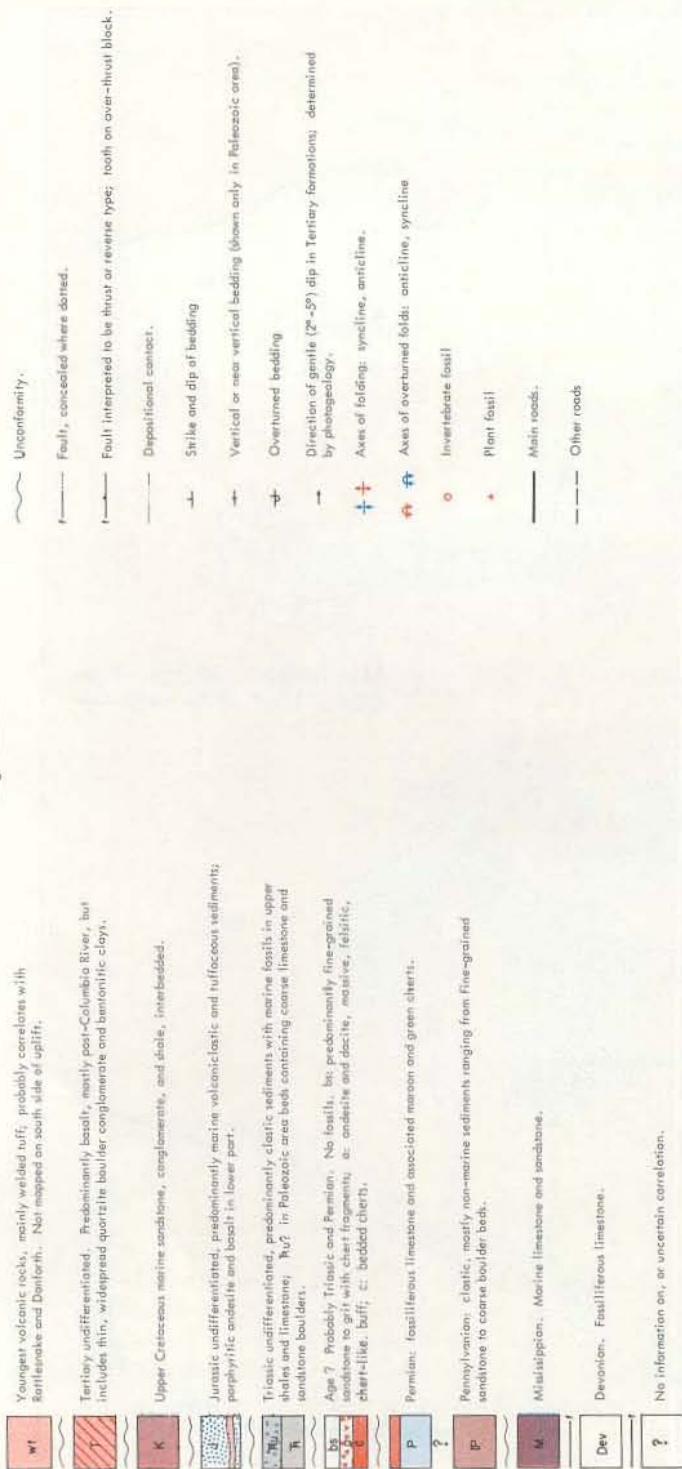 wt
Youngest volcanic rocks, mainly welded tuff; probably correlates with
Rattlesnake and Danforth. Not mapped on south side of uplift.
T
Tertiary undifferentiated. Predominantly basalt, mostly post-Columbia River, but
includes thin, widespread quartzite boulder conglomerate and bentonitic clays.
K
Upper Cretaceous marine sandstone, conglomerate, and shale, interbedded.
J
Jurassic undifferentiated, predominantly marine volcaniclastic and tuffaceous sediments;
porphyritic andesite and basalt in lower part.
Ꞃu
Ꞃ
Triassic undifferentiated, predominantly clastic sediments with marine fossils in upper
shales and limestone; Ꞃu? in Paleozoic area beds containing coarse limestone and
sandstone boulders.
bs
a
c
Age ? Probably Triassic and Permian. No fossils. bs: predominantly fine-grained
sandstone to grit with chert fragments; a: andesite and dacite, massive, felsitic,
chert-like, buff; c: bedded cherts.
P
Permian: fossiliferous limestone and associated maroon and green cherts.
?
IP
Pennsylvanian: clastic, mostly non-marine sediments ranging from fine-grained
sandstone to coarse boulder beds.
M
Mississippian. Marine limestone and sandstone.
Dev
Devonian. Fossiliferous limestone.
?
No information on, or uncertain correlation.
Unconformity.
Fault, concealed where dotted.
Fault interpreted to be thrust or reverse type; tooth on over-thrust block.
Depositional contact.
Strike and dip of bedding
Vertical or near vertical bedding (shown only in Paleozoic area).
Overturned bedding
Direction of gentle (2°-5°) dip in Tertiary formations; determined
by photogeology.
Axes of folding: syncline, anticline.
Axes of overturned folds: anticline, syncline
Invertebrate fossil
Plant fossil
Main roads.
Other roads